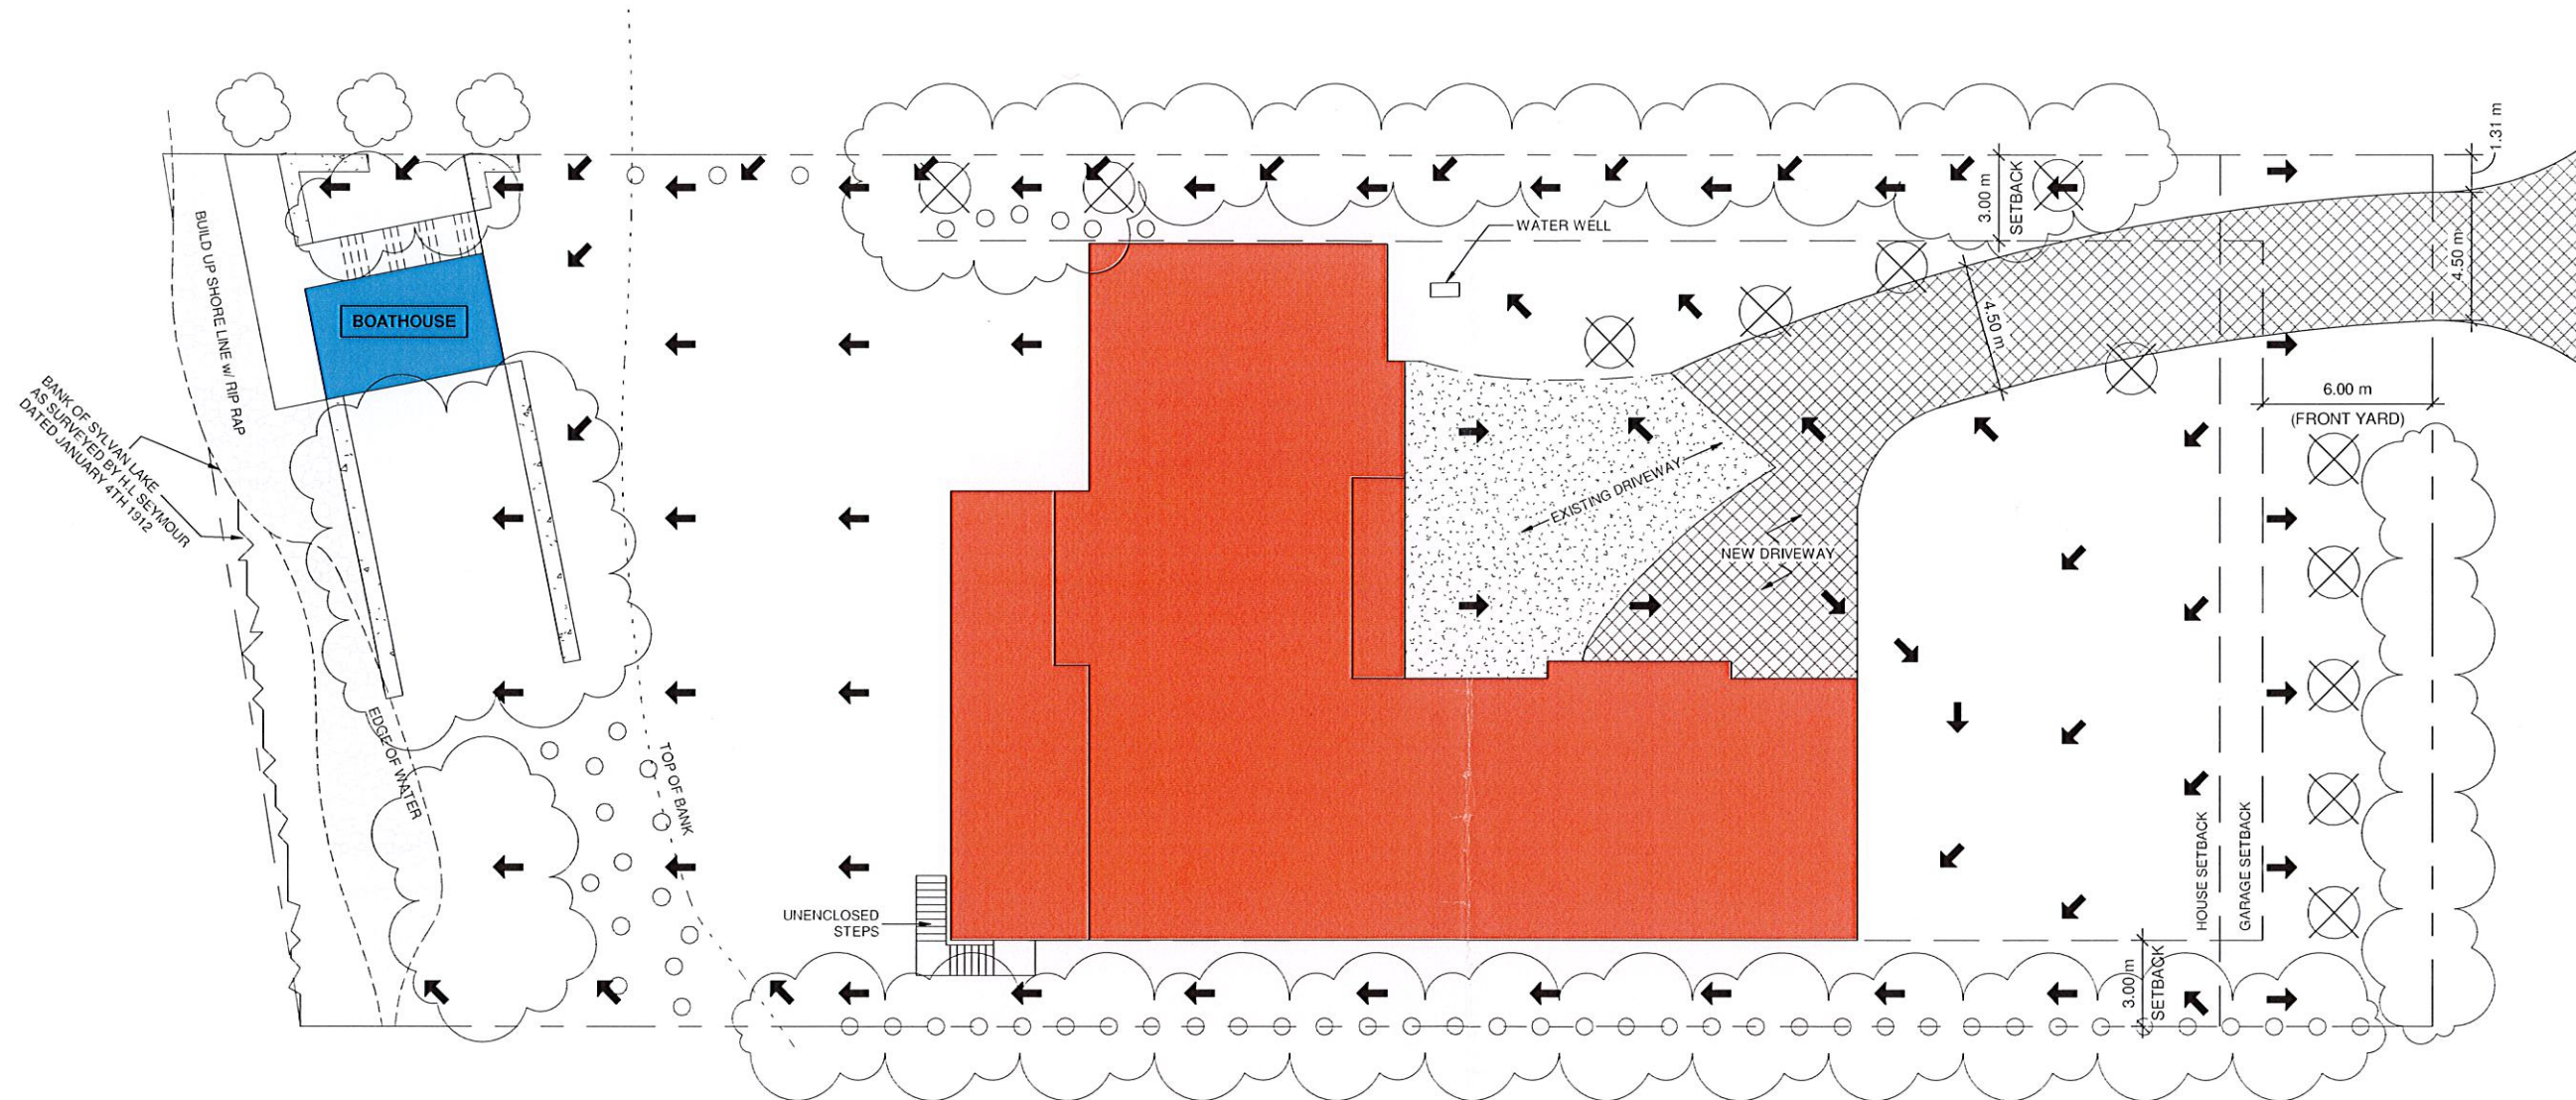 1.31 m
3.00 m
SETBACK
WATER WELL
4.50 m
4.50 m
BUILD UP SHORE LINE w/ RIP RAP
BOATHOUSE
6.00 m
(FRONT YARD)
BANK OF SYLVAN LAKE
AS SURVEYED BY H.L SEYMOUR
DATED JANUARY 4TH 1912
EXISTING DRIVEWAY
NEW DRIVEWAY
EDGE OF WATER
TOP OF BANK
HOUSE SETBACK
GARAGE SETBACK
UNENCLOSED
STEPS
3.00 m
SETBACK